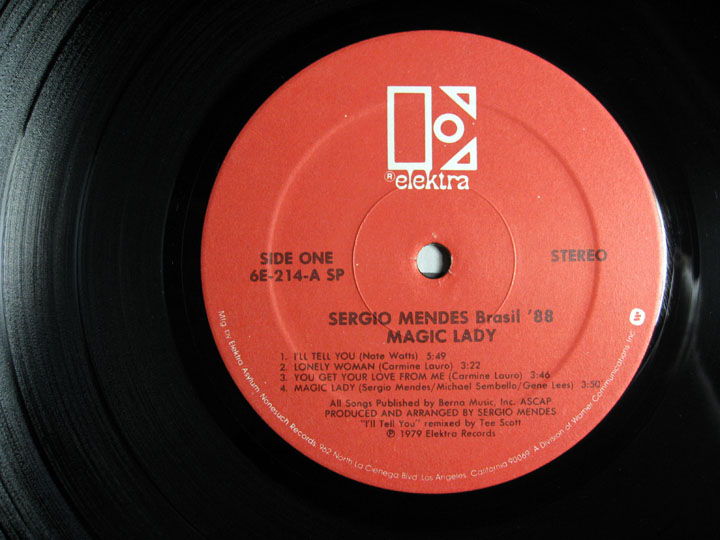 ® elektra
SIDE ONE
6E-214-A SP
STEREO
SERGIO MENDES Brasil '88
MAGIC LADY
1. I'LL TELL YOU (Nate Watts) 5:49
2. LONELY WOMAN (Carmine Lauro) 3:22
3. YOU GET YOUR LOVE FROM ME (Carmine Lauro) 3:46
4. MAGIC LADY (Sergio Mendes/Michael Sembello/Gene Lees) 3:50
All Songs Published by Berna Music, Inc. ASCAP
PRODUCED AND ARRANGED BY SERGIO MENDES
"I'll Tell You" remixed by Tee Scott
℗ 1979 Elektra Records
Mfg. by Elektra Asylum Nonesuch Records. 962 North La Cienega Blvd. Los Angeles. California 90069. A Division of Warner Communications Inc.